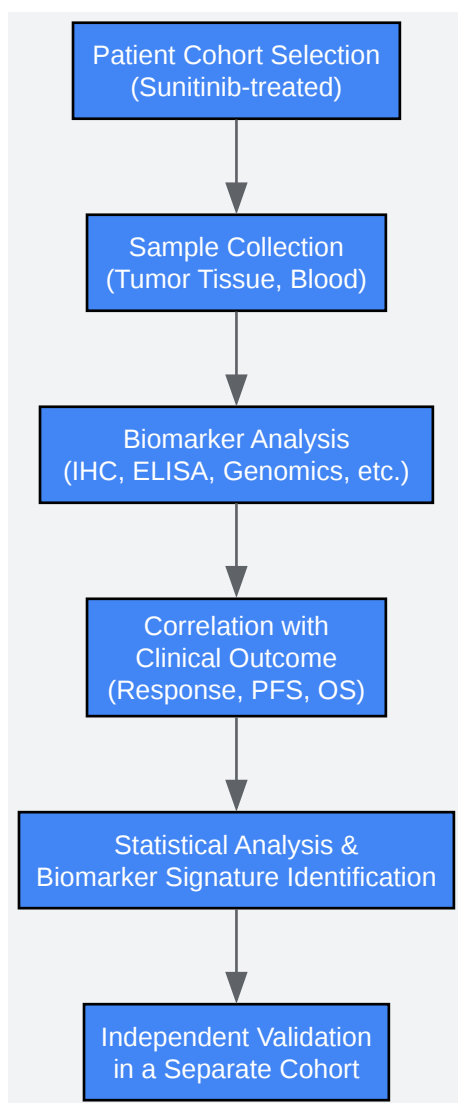 Patient Cohort Selection
(Sunitinib-treated)
Sample Collection
(Tumor Tissue, Blood)
Biomarker Analysis
(IHC, ELISA, Genomics, etc.)
Correlation with
Clinical Outcome
(Response, PFS, OS)
Statistical Analysis &
Biomarker Signature Identification
Independent Validation
in a Separate Cohort